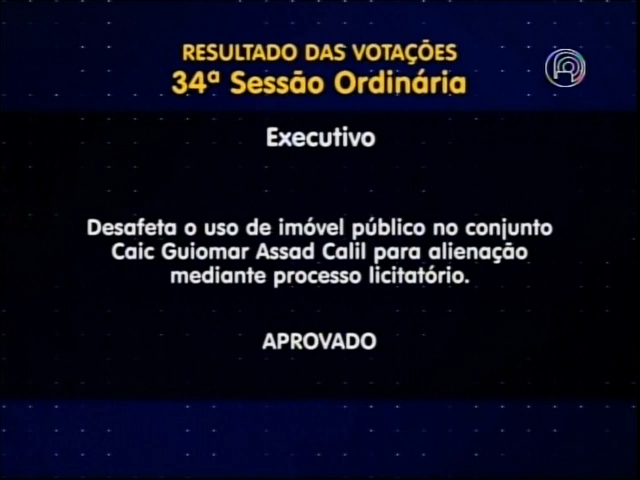 RESULTADO DAS VOTAÇÕES
34ª Sessão Ordinária
Executivo
Desafeta o uso de imóvel público no conjunto
Caic Guiomar Assad Calil para alienação
mediante processo licitatório.
APROVADO